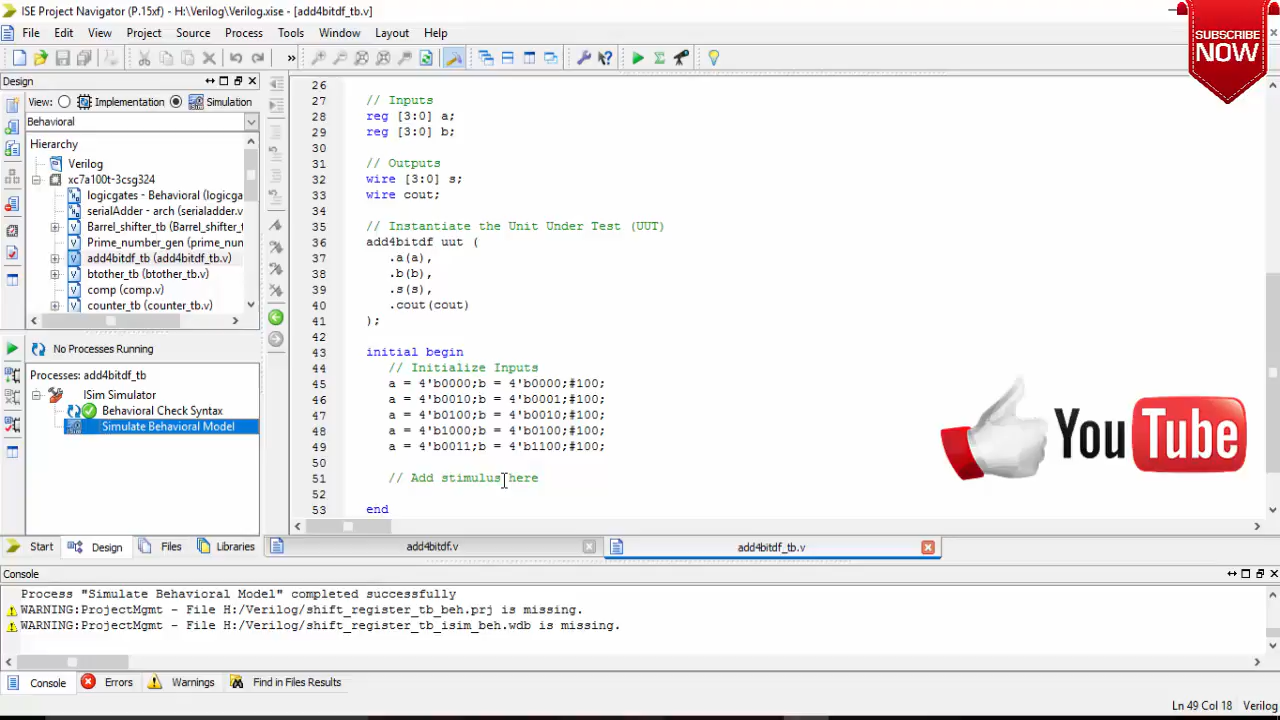 ISE Project Navigator (P.15xf) - H:\Verilog\Verilog.xise - [add4bitdf_tb.v]
File Edit View Project Source Process Tools Window Layout Help
SUBSCRIBE
NOW
Design
View: Implementation Simulation
Behavioral
Hierarchy
Verilog
xc7a100t-3csg324
logicgates - Behavioral (logicga
serialAdder - arch (serialadder.v
Barrel_shifter_tb (Barrel_shifter_t
Prime_number_gen (prime_num
add4bitdf_tb (add4bitdf_tb.v)
btother_tb (btother_tb.v)
comp (comp.v)
counter_tb (counter_tb.v)
No Processes Running
Processes: add4bitdf_tb
ISim Simulator
Behavioral Check Syntax
Simulate Behavioral Model
26
27 // Inputs
28 reg [3:0] a;
29 reg [3:0] b;
30
31 // Outputs
32 wire [3:0] s;
33 wire cout;
34
35 // Instantiate the Unit Under Test (UUT)
36 add4bitdf uut (
37 .a(a),
38 .b(b),
39 .s(s),
40 .cout(cout)
41 );
42
43 initial begin
44 // Initialize Inputs
45 a = 4'b0000;b = 4'b0000;#100;
46 a = 4'b0010;b = 4'b0001;#100;
47 a = 4'b0100;b = 4'b0010;#100;
48 a = 4'b1000;b = 4'b0100;#100;
49 a = 4'b0011;b = 4'b1100;#100;
50
51 // Add stimulus here
52
53 end
You Tube
Start Design Files Libraries
add4bitdf.v add4bitdf_tb.v
Console
Process "Simulate Behavioral Model" completed successfully
WARNING:ProjectMgmt - File H:/Verilog/shift_register_tb_beh.prj is missing.
WARNING:ProjectMgmt - File H:/Verilog/shift_register_tb_isim_beh.wdb is missing.
Console Errors Warnings Find in Files Results
Ln 49 Col 18 Verilog